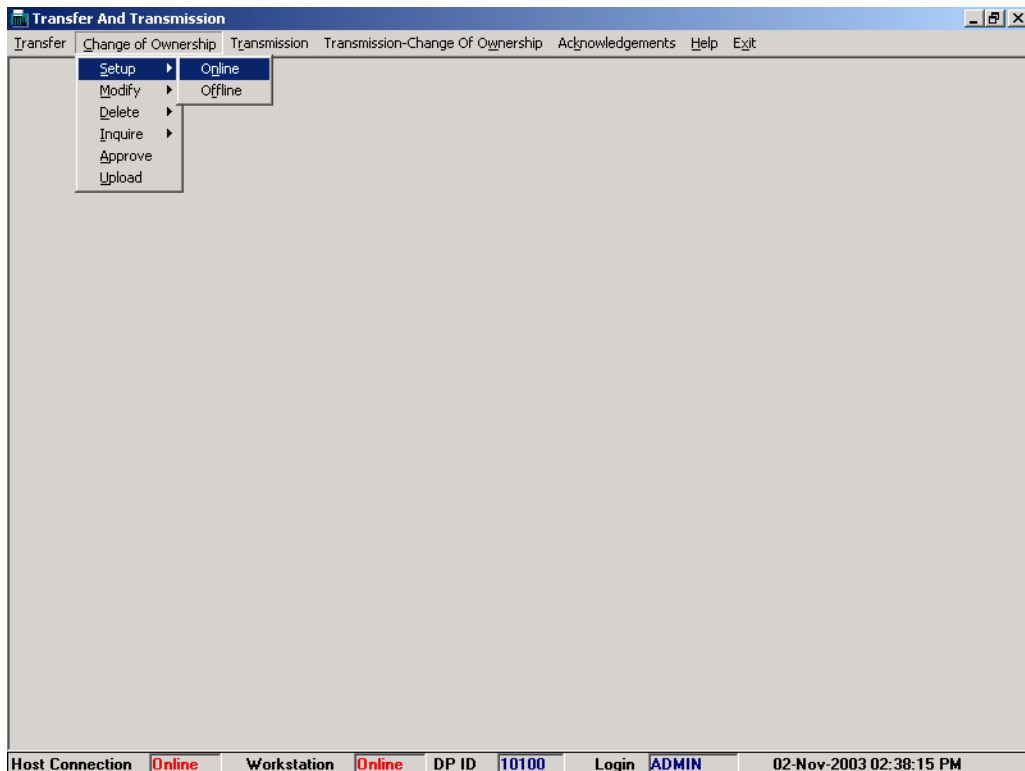 Transfer And Transmission
Transfer Change of Ownership Transmission Transmission-Change Of Ownership Acknowledgements Help Exit
Setup Online
Modify Offline
Delete
Inquire
Approve
Upload
Host Connection Online Workstation Online DP ID 10100 Login ADMIN 02-Nov-2003 02:38:15 PM